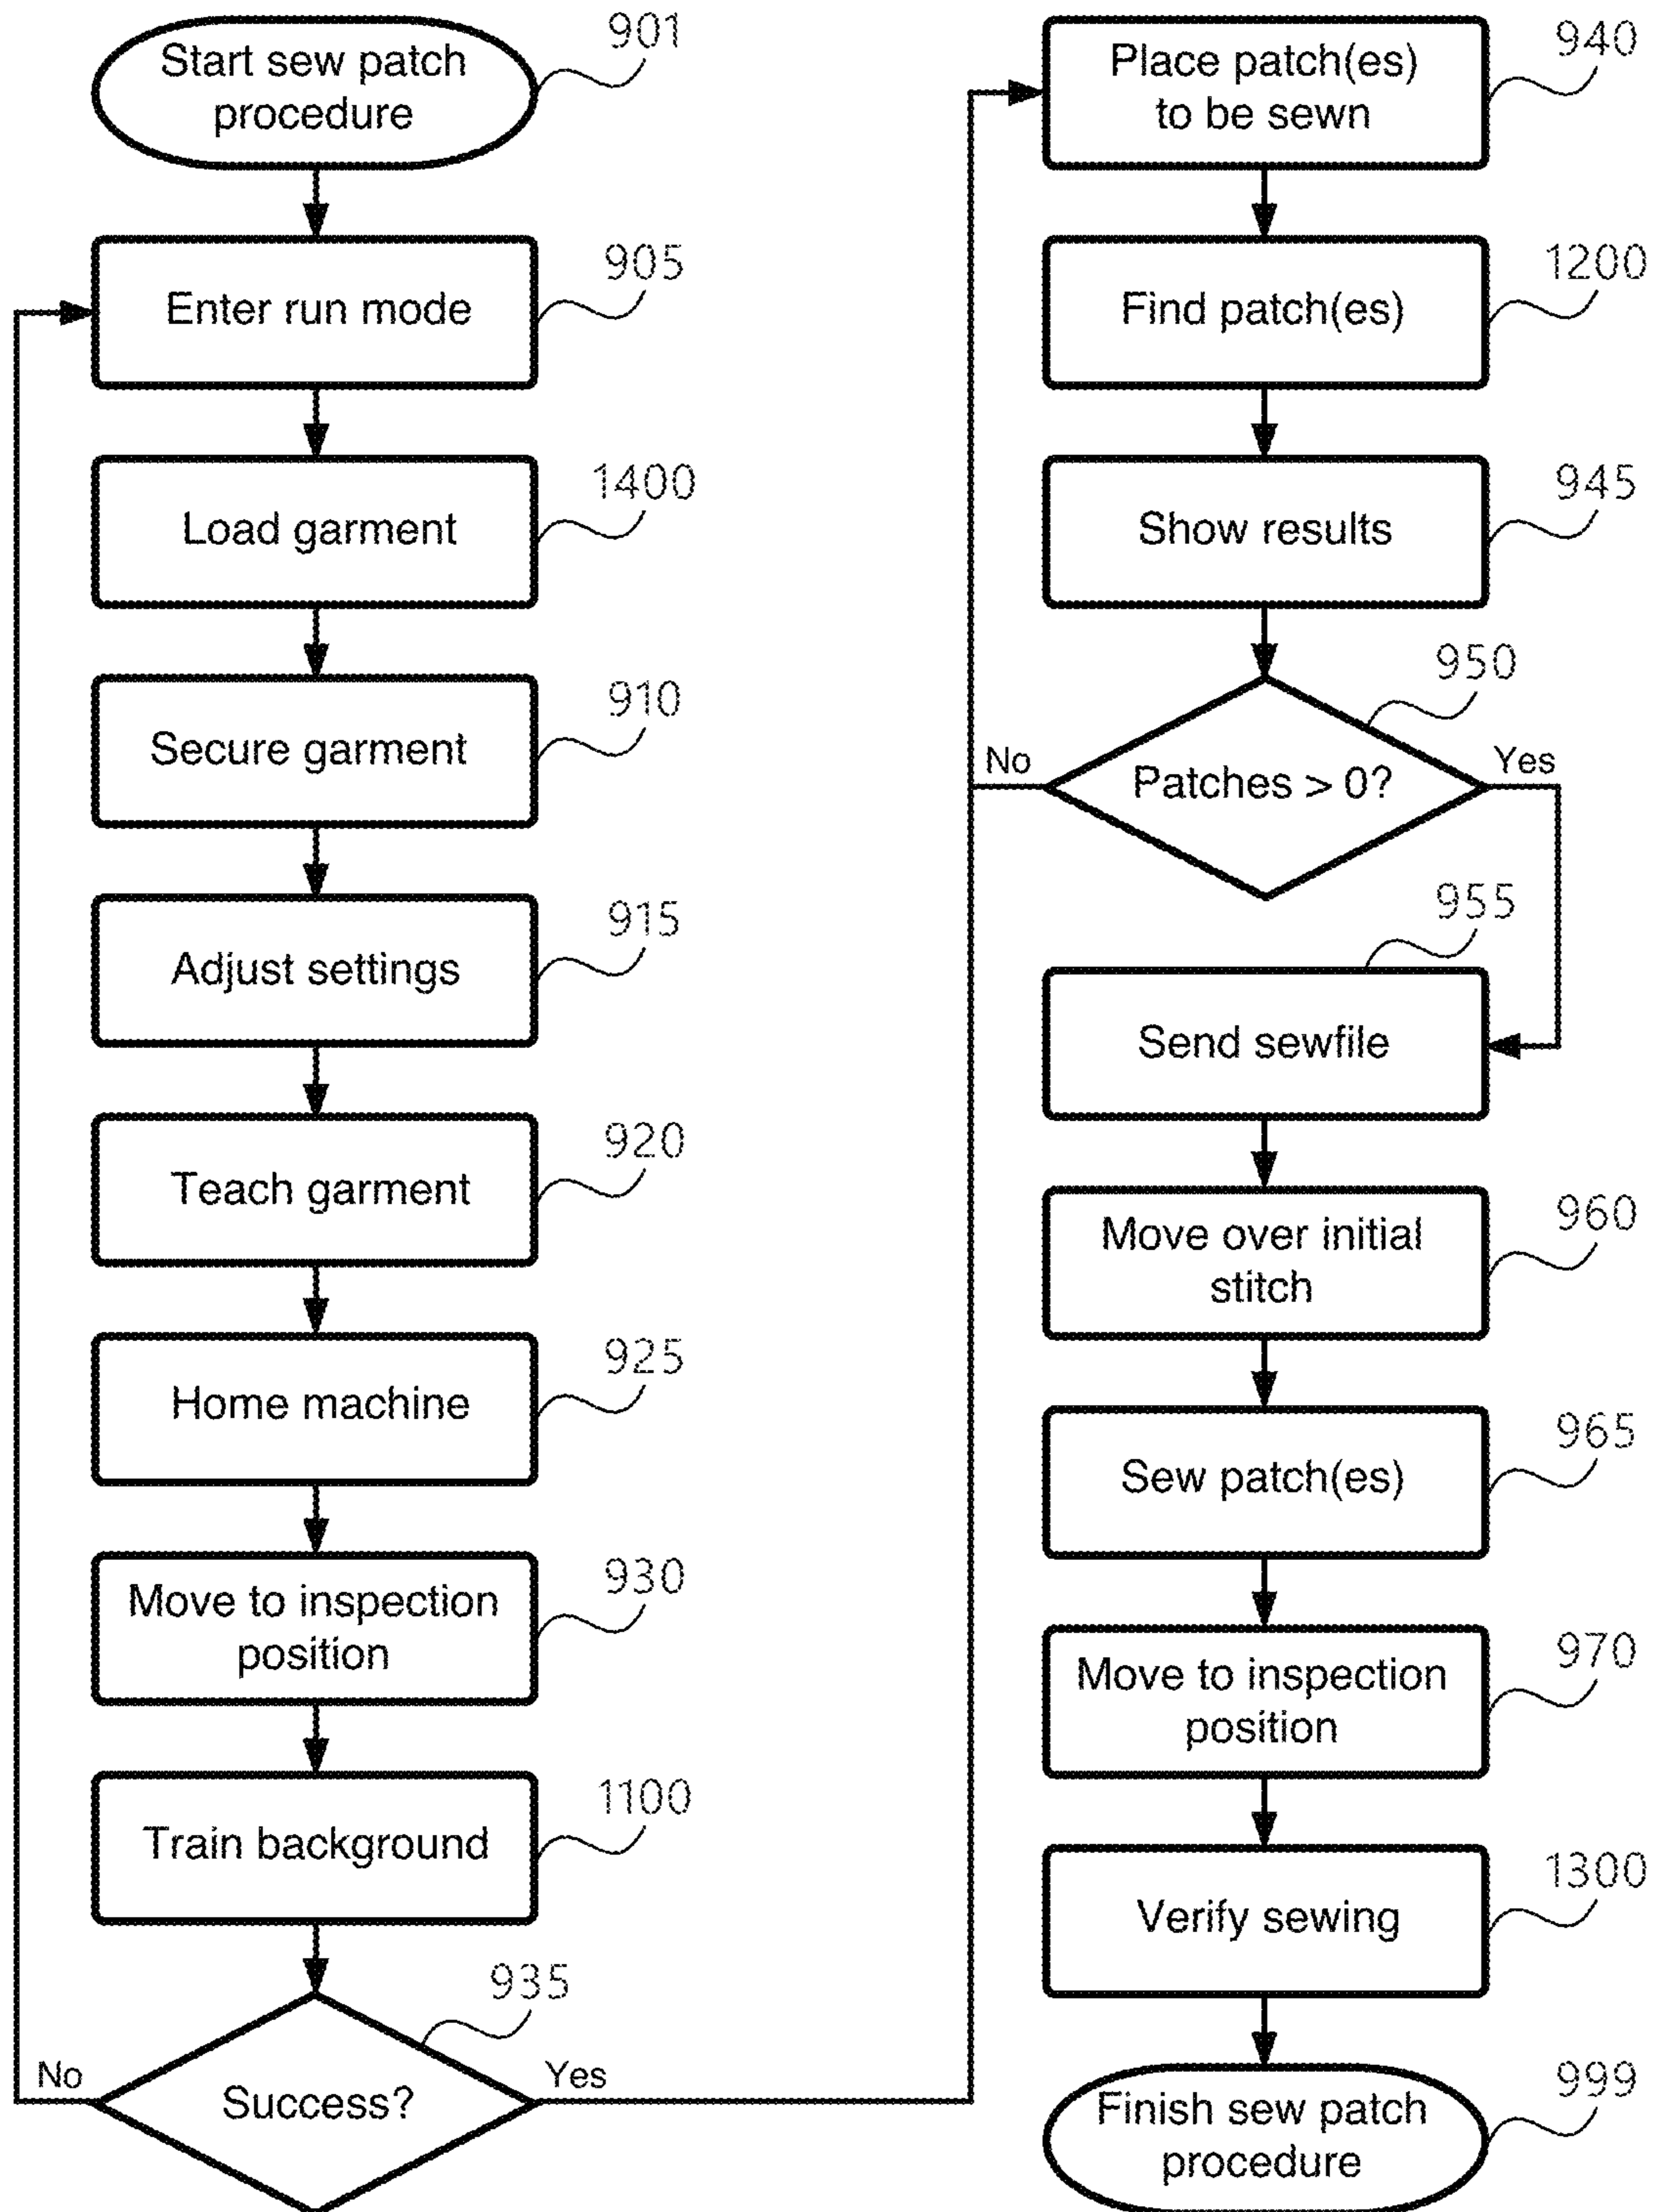 Start sew patch
procedure
901
Enter run mode
905
Load garment
1400
Secure garment
910
Adjust settings
915
Teach garment
920
Home machine
925
Move to inspection
position
930
Train background
1100
Success?
935
No
Yes
Place patch(es)
to be sewn
940
Find patch(es)
1200
Show results
945
Patches > 0?
950
No
Yes
Send sewfile
955
Move over initial
stitch
960
Sew patch(es)
965
Move to inspection
position
970
Verify sewing
1300
Finish sew patch
procedure
999